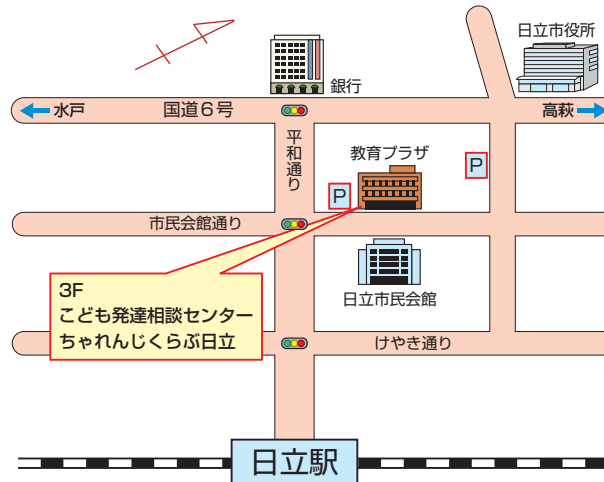 日立市役所
銀行
水戸
国道6号
高萩
平和通り
教育プラザ
P
P
市民会館通り
3F
こども発達相談センター
ちゃれんじくらぶ日立
日立市民会館
けやき通り
日立駅